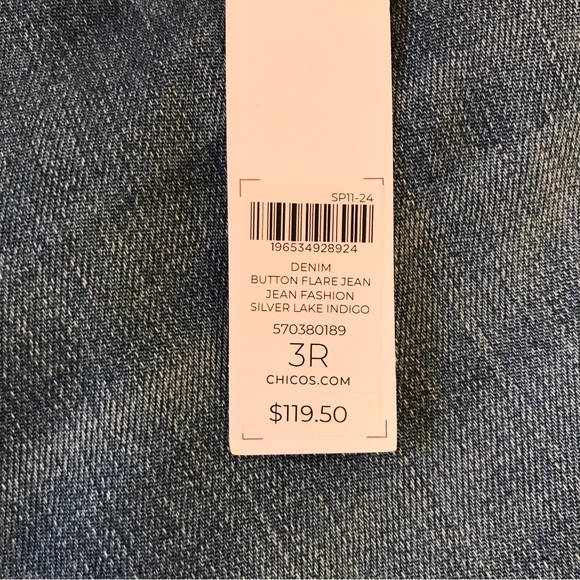 SP11-24
196534928924
DENIM
BUTTON FLARE JEAN
JEAN FASHION
SILVER LAKE INDIGO
570380189
3R
CHICOS.COM
$119.50